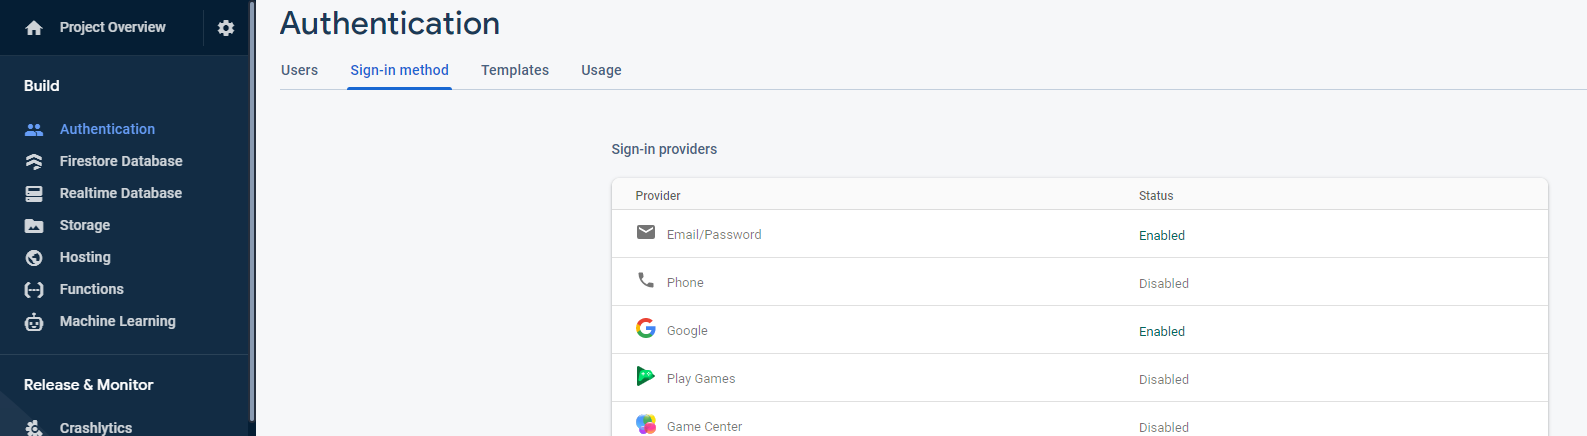 Project Overview
Build
Authentication
Firestore Database
Realtime Database
Storage
Hosting
Functions
Machine Learning
Release & Monitor
Crashlytics
Authentication
Users Sign-in method Templates Usage
Sign-in providers
Provider Status
Email/Password Enabled
Phone Disabled
Google Enabled
Play Games Disabled
Game Center Disabled